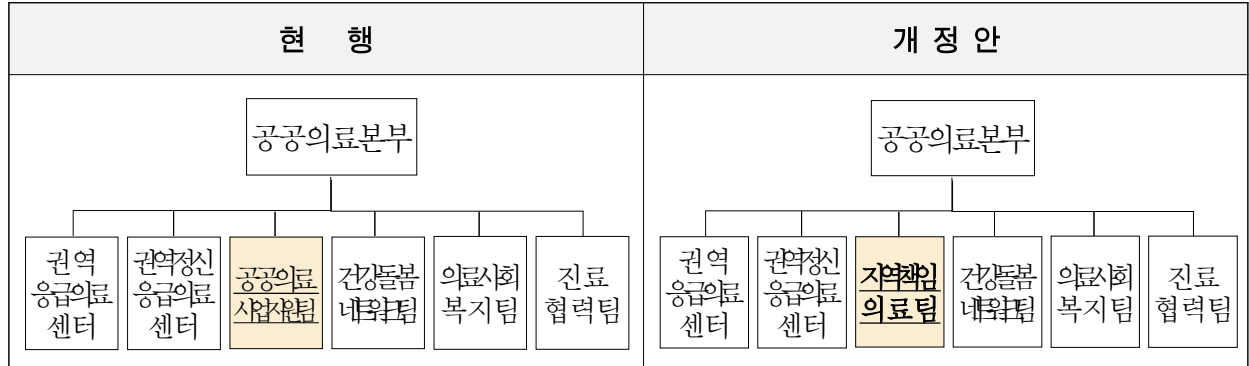 현 행
개 정 안
공공의료본부
권역
응급의료
센터
권역정신
응급의료
센터
공공의료
사업지원팀
건강돌봄
네트워크팀
의료사회
복지팀
진료
협력팀
공공의료본부
권역
응급의료
센터
권역정신
응급의료
센터
지역책임
의료팀
건강돌봄
네트워크팀
의료사회
복지팀
진료
협력팀